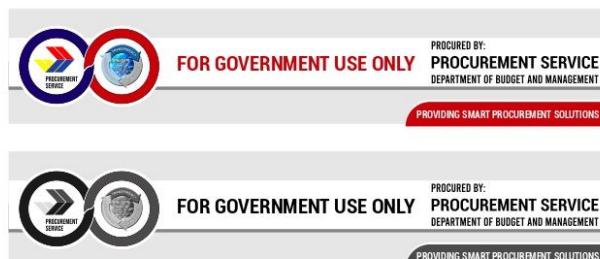 PROCUREMENT
SERVICE
FOR GOVERNMENT USE ONLY
PROCURED BY:
PROCUREMENT SERVICE
DEPARTMENT OF BUDGET AND MANAGEMENT
PROVIDING SMART PROCUREMENT SOLUTIONS
PROCUREMENT
SERVICE
FOR GOVERNMENT USE ONLY
PROCURED BY:
PROCUREMENT SERVICE
DEPARTMENT OF BUDGET AND MANAGEMENT
PROVIDING SMART PROCUREMENT SOLUTIONS